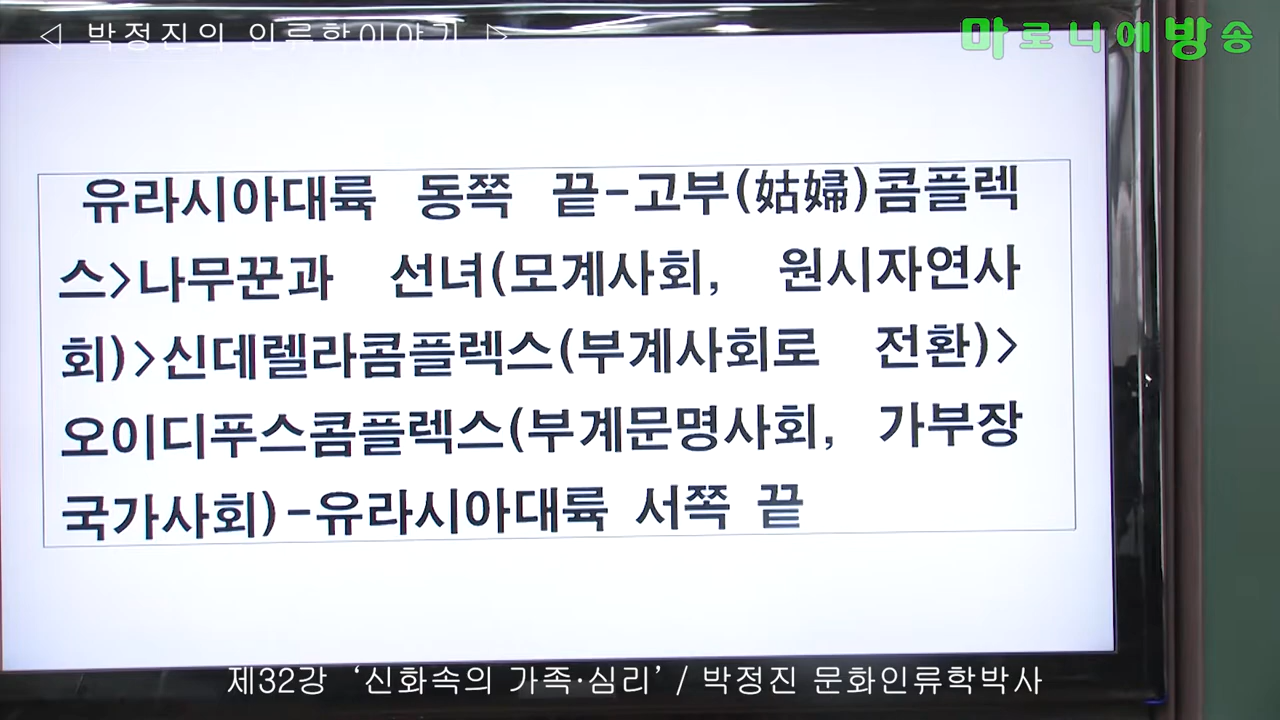 ◁ 박정진의 인류학이야기 ▷
마로니에방송
유라시아대륙 동쪽 끝-고부(姑婦)콤플렉
스>나무꾼과 선녀(모계사회, 원시자연사
회)>신데렐라콤플렉스(부계사회로 전환)>
오이디푸스콤플렉스(부계문명사회, 가부장
국가사회)-유라시아대륙 서쪽 끝
제32강 ‘신화속의 가족·심리’ / 박정진 문화인류학박사